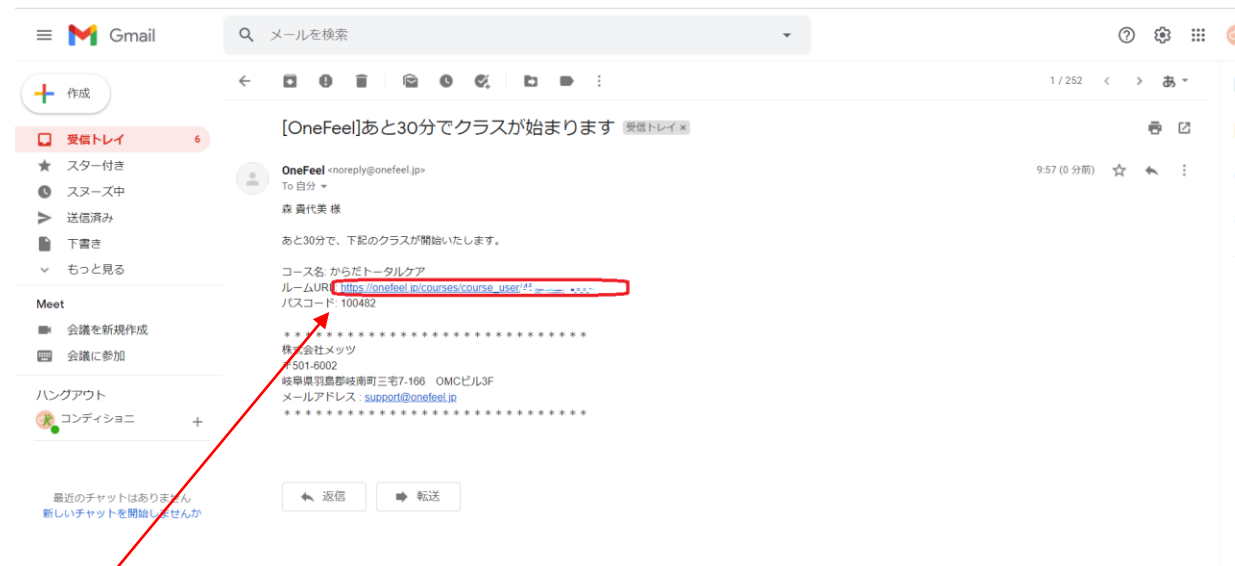 Gmail
メールを検索
作成
1 / 252
あ
受信トレイ 6
スター付き
スヌーズ中
送信済み
下書き
もっと見る
Meet
会議を新規作成
会議に参加
ハングアウト
コンディショニ
最近のチャットはありません
新しいチャットを開始しませんか
[OneFeel]あと30分でクラスが始まります 受信トレイ ×
OneFeel <noreply@onefeel.jp>
9:57 (0 分前)
To 自分
森 貴代美 様
あと30分で、下記のクラスが開始いたします。
コース名: からだトータルケア
ルームURL: https://onefeel.jp/courses/course_user/
パスコード: 100482
＊＊＊＊＊＊＊＊＊＊＊＊＊＊＊＊＊＊＊＊＊＊＊＊＊＊＊＊＊
株式会社メッツ
〒501-6002
岐阜県羽島郡岐南町三宅7-166　OMCビル3F
メールアドレス : support@onefeel.jp
＊＊＊＊＊＊＊＊＊＊＊＊＊＊＊＊＊＊＊＊＊＊＊＊＊＊＊＊＊
返信
転送